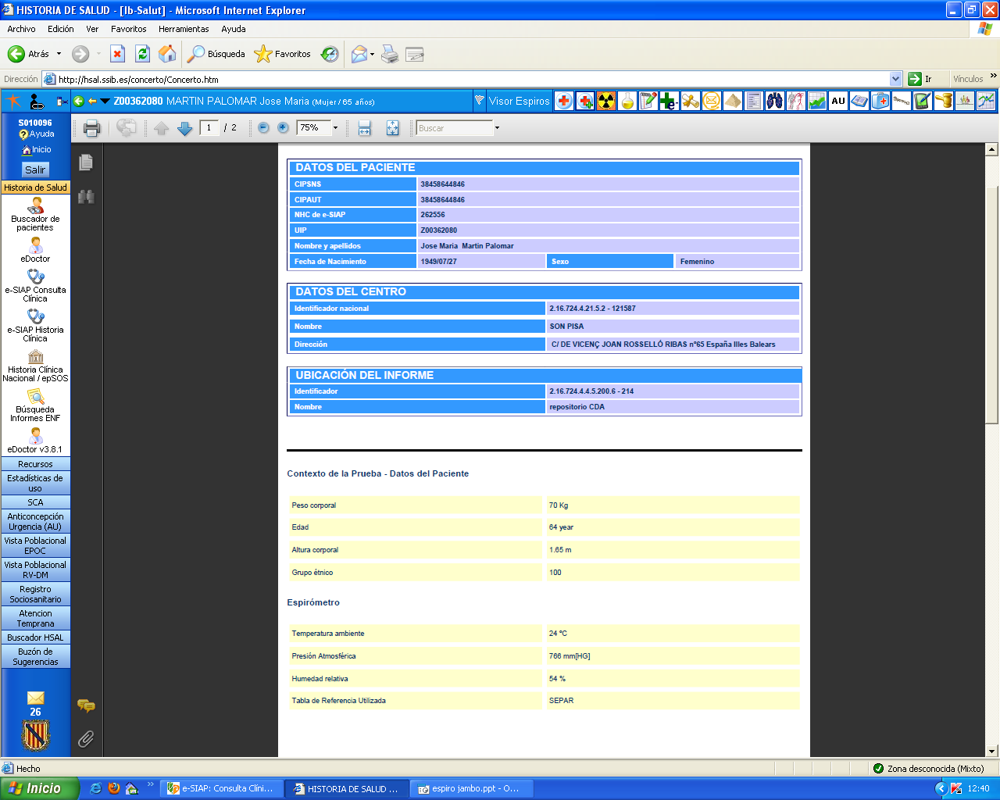 HISTORIA DE SALUD - [Ib-Salut] - Microsoft Internet Explorer
Archivo Edición Ver Favoritos Herramientas Ayuda
Atrás Búsqueda Favoritos
Dirección http://hsal.ssib.es/concerto/Concerto.htm Ir Vínculos »
Z00362080 MARTIN PALOMAR Jose Maria (Mujer / 65 años) Visor Espiros AU
S010096
Ayuda
Inicio
Salir
1 / 2 75% Buscar
Historia de Salud
Buscador de
pacientes
eDoctor
e-SIAP Consulta
Clínica
e-SIAP Historia
Clínica
Historia Clínica
Nacional / epSOS
Búsqueda
Informes ENF
eDoctor v3.8.1
Recursos
Estadísticas de
uso
SCA
Anticoncepción
Urgencia (AU)
Vista Poblacional
EPOC
Vista Poblacional
RV-DM
Registro
Sociosanitario
Atencion
Temprana
Buscador HSAL
Buzón de
Sugerencias
26
DATOS DEL PACIENTE
CIPSNS 38458644846
CIPAUT 38458644846
NHC de e-SIAP 262556
UIP Z00362080
Nombre y apellidos Jose Maria Martin Palomar
Fecha de Nacimiento 1949/07/27 Sexo Femenino
DATOS DEL CENTRO
Identificador nacional 2.16.724.4.21.5.2 - 121587
Nombre SON PISA
Dirección C/ DE VICENÇ JOAN ROSSELLÓ RIBAS nº65 España Illes Balears
UBICACIÓN DEL INFORME
Identificador 2.16.724.4.4.5.200.6 - 214
Nombre repositorio CDA
Contexto de la Prueba - Datos del Paciente
Peso corporal 70 Kg
Edad 64 year
Altura corporal 1.65 m
Grupo étnico 100
Espirómetro
Temperatura ambiente 24 ºC
Presión Atmosférica 766 mm[HG]
Humedad relativa 54 %
Tabla de Referencia Utilizada SEPAR
Hecho Zona desconocida (Mixto)
Inicio » e-SIAP: Consulta Clíni... HISTORIA DE SALUD ... espiro jambo.ppt - O... 12:40